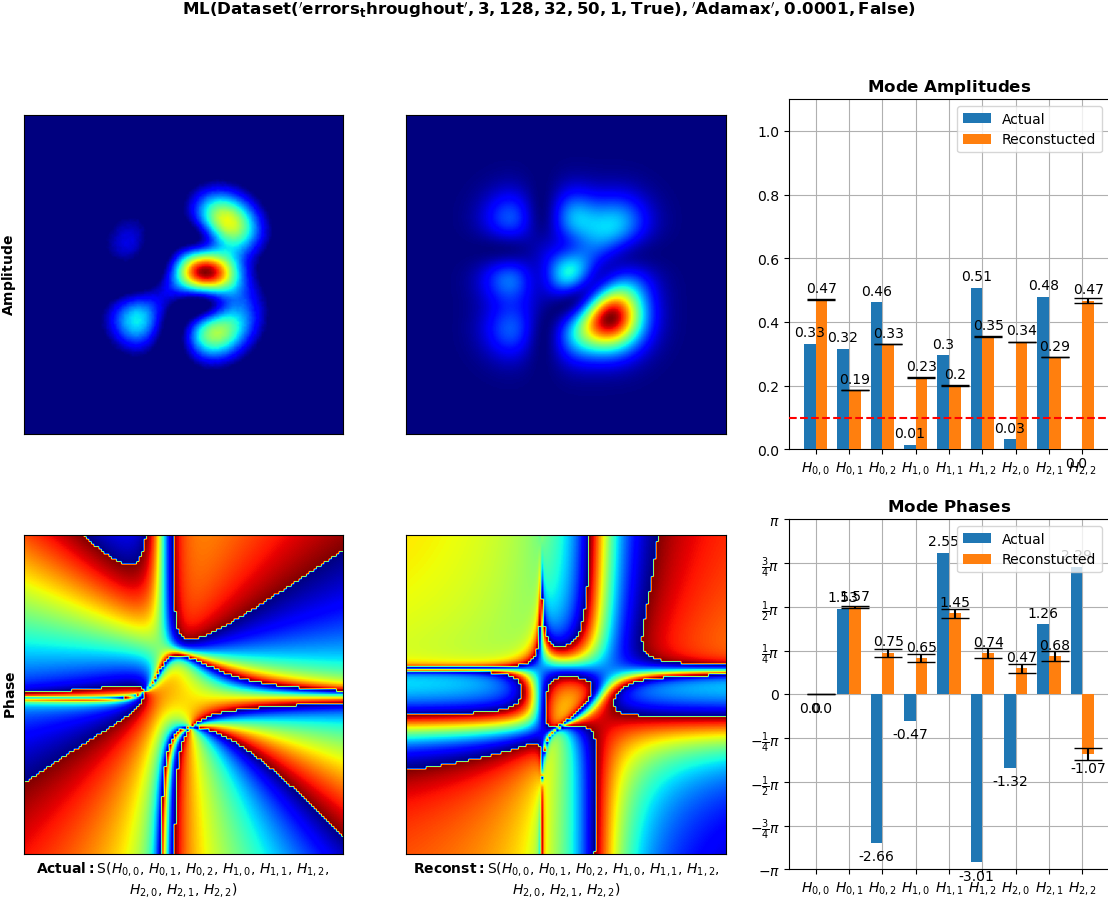 ML(Dataset('errors_throughout', 3, 128, 32, 50, 1, True), 'Adamax', 0.0001, False)
Amplitude
Mode Amplitudes
Actual
Reconstucted
1.0
0.8
0.6
0.4
0.2
0.0
0.33
0.47
0.32
0.19
0.46
0.33
0.01
0.23
0.3
0.2
0.51
0.35
0.03
0.34
0.48
0.29
0.0
0.47
H0,0 H0,1 H0,2 H1,0 H1,1 H1,2 H2,0 H2,1 H2,2
Phase
Mode Phases
Actual
Reconstucted
π
3/4π
1/2π
1/4π
0
−1/4π
−1/2π
−3/4π
−π
0.0
0.0
1.53
1.57
-2.66
0.75
-0.47
0.65
2.55
1.45
-3.01
0.74
-1.32
0.47
1.26
0.68
-1.07
H0,0 H0,1 H0,2 H1,0 H1,1 H1,2 H2,0 H2,1 H2,2
Actual: S(H0,0, H0,1, H0,2, H1,0, H1,1, H1,2,
H2,0, H2,1, H2,2)
Reconst: S(H0,0, H0,1, H0,2, H1,0, H1,1, H1,2,
H2,0, H2,1, H2,2)